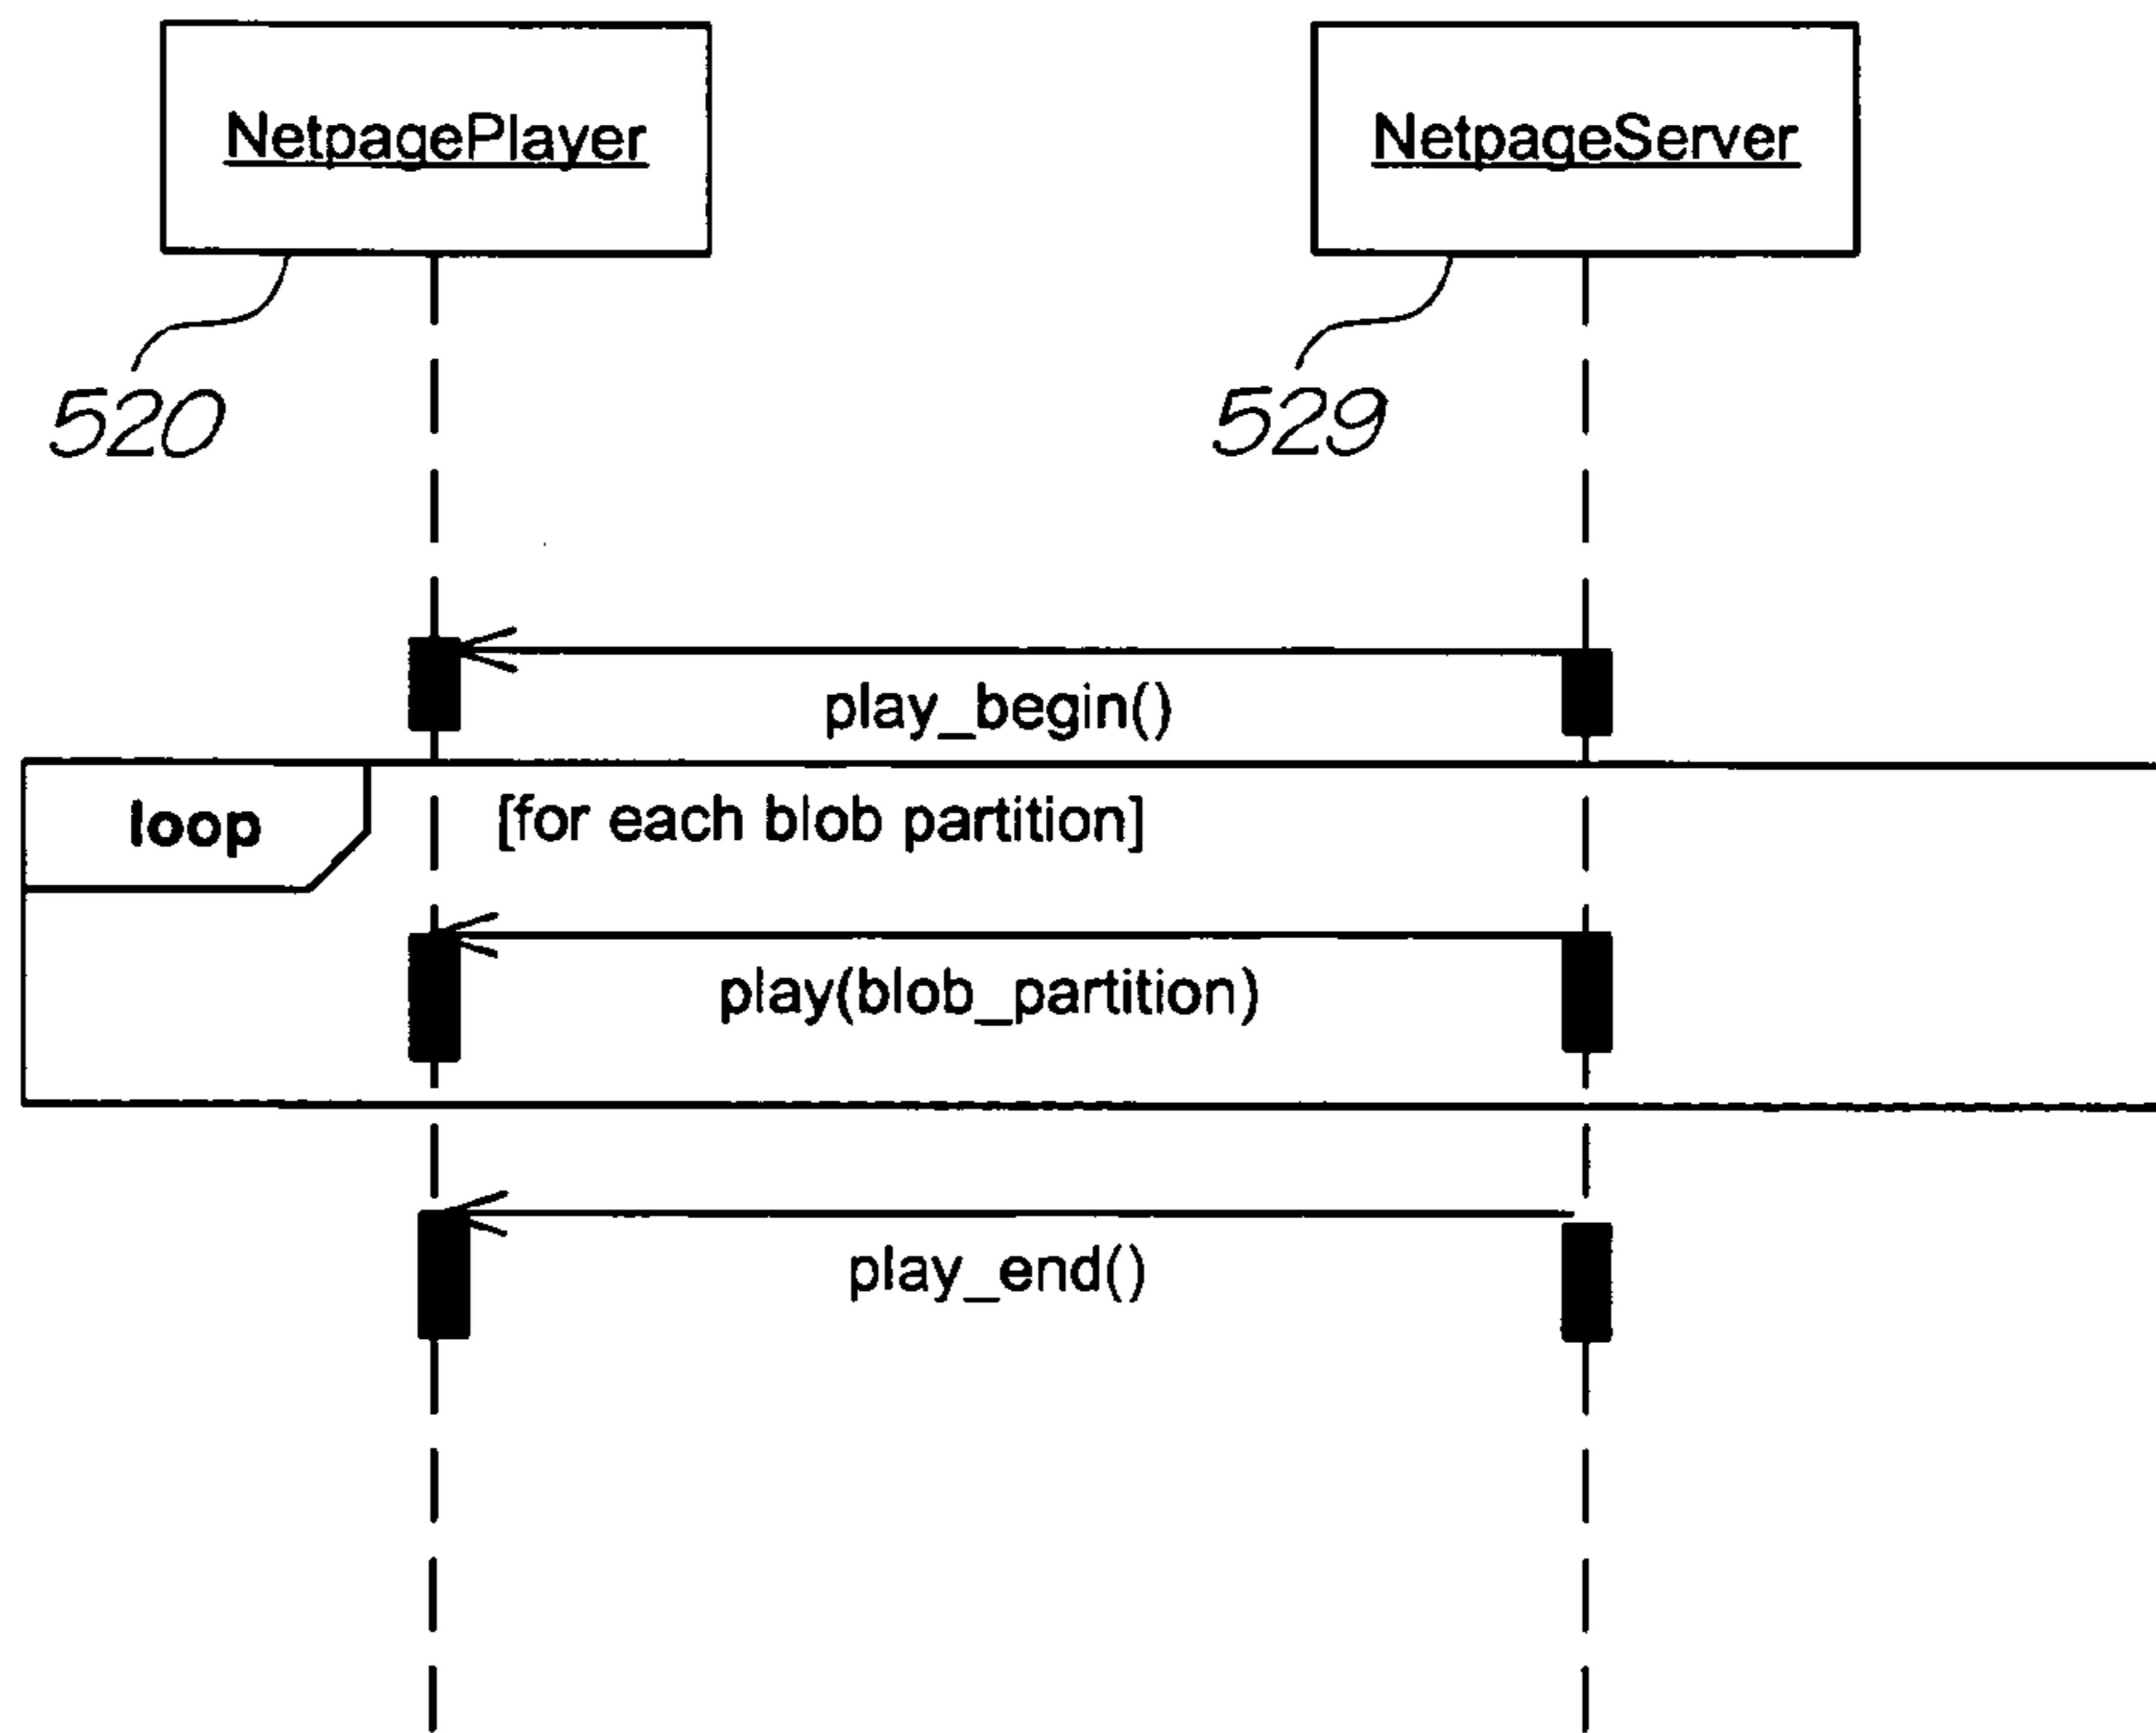 NetpagePlayer
NetpageServer
520
529
play_begin()
loop
[for each blob partition]
play(blob_partition)
play_end()